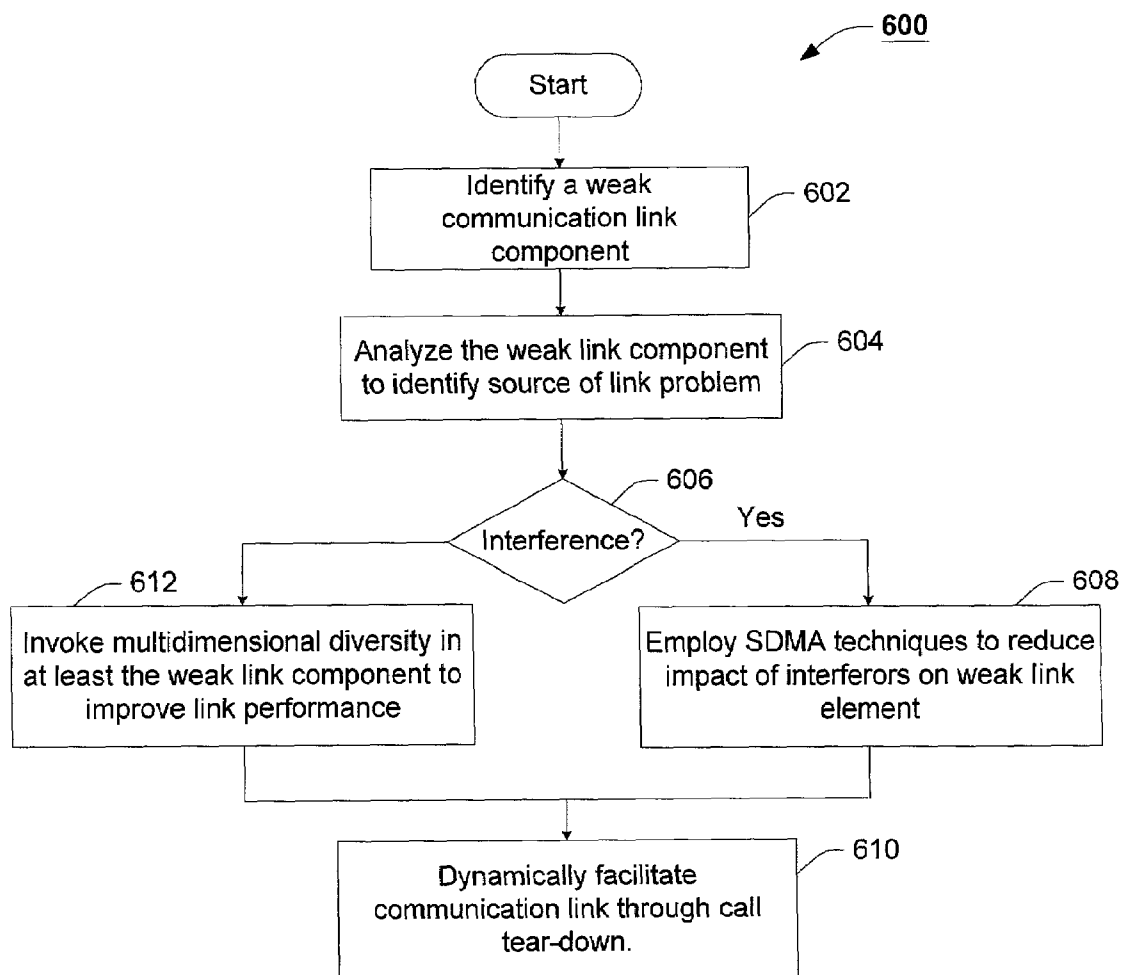 600
Start
Identify a weak
communication link
component
602
Analyze the weak link component
to identify source of link problem
604
606
Interference?
Yes
612
Invoke multidimensional diversity in
at least the weak link component to
improve link performance
608
Employ SDMA techniques to reduce
impact of interferors on weak link
element
610
Dynamically facilitate
communication link through call
tear-down.